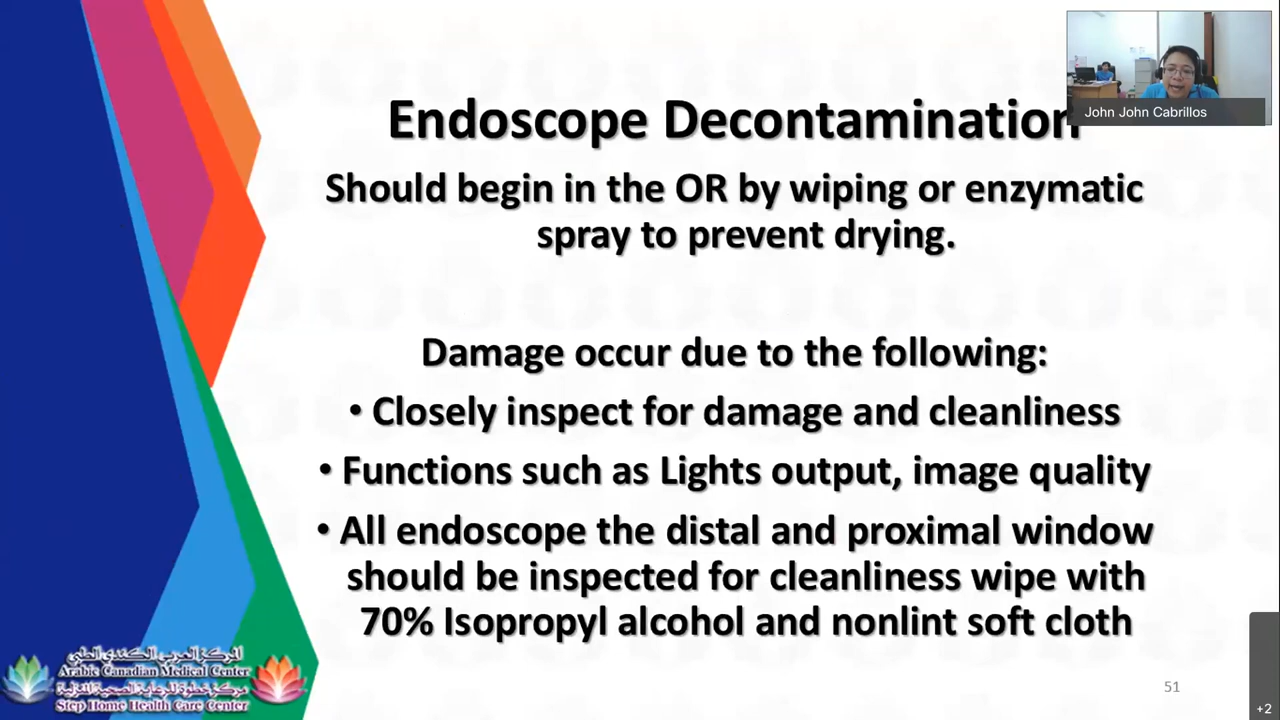 John John Cabrillos
Endoscope Decontamination
Should begin in the OR by wiping or enzymatic
spray to prevent drying.
Damage occur due to the following:
• Closely inspect for damage and cleanliness
• Functions such as Lights output, image quality
• All endoscope the distal and proximal window
should be inspected for cleanliness wipe with
70% Isopropyl alcohol and nonlint soft cloth
المركز العربي الكندي الطبي
Arabic Canadian Medical Center
مركز خطوة للرعاية الصحية المنزلية
Step Home Health Care Center
51
+2